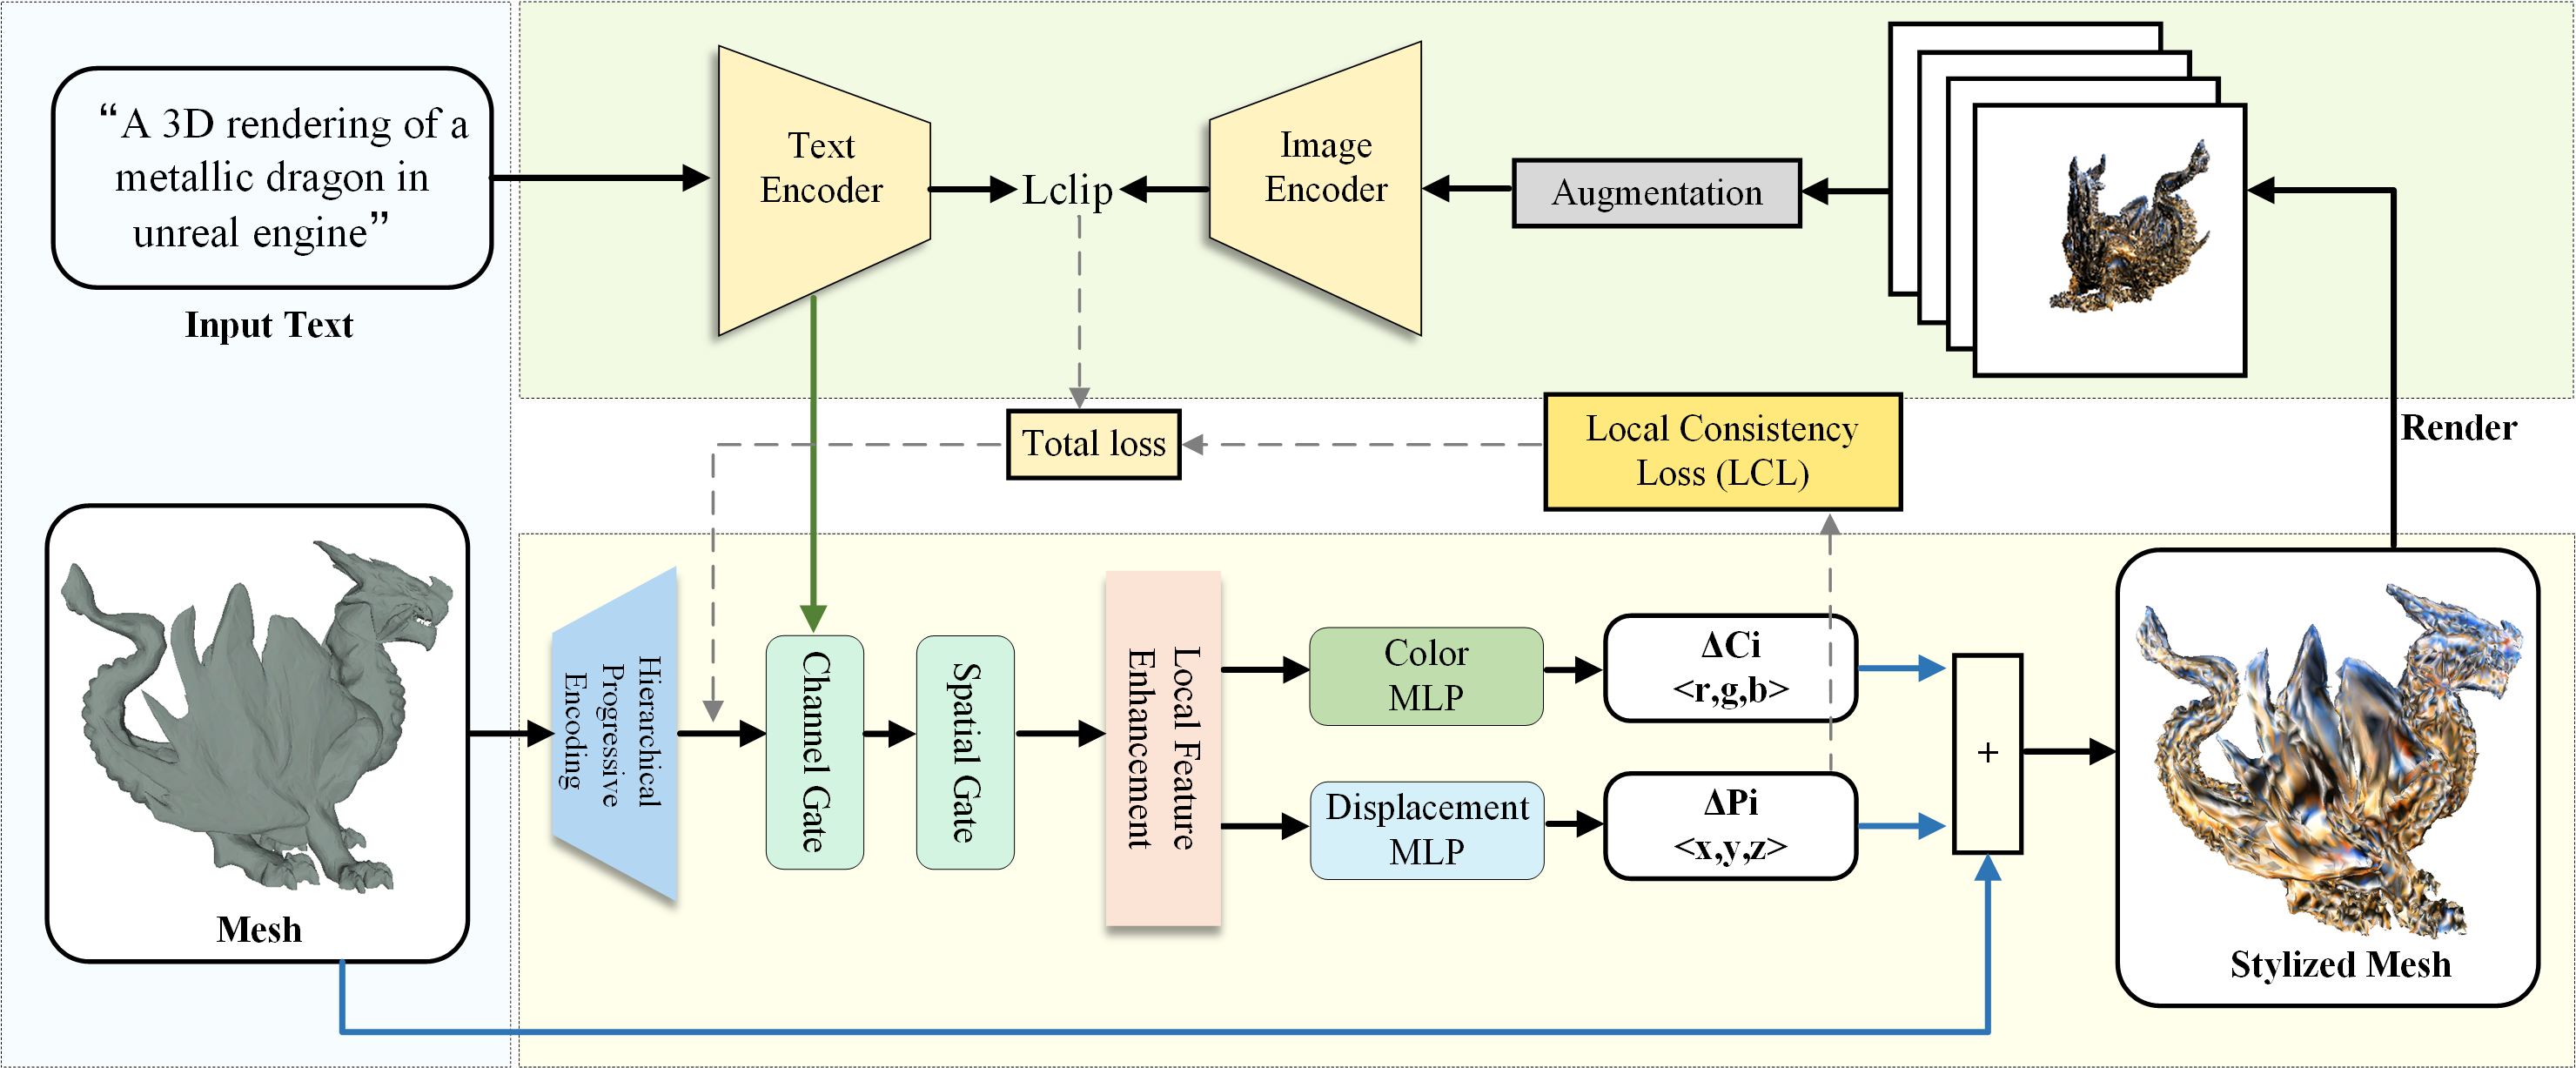 “A 3D rendering of a
metallic dragon in
unreal engine”
Input Text
Text
Encoder
Lclip
Image
Encoder
Augmentation
Render
Total loss
Local Consistency
Loss (LCL)
Mesh
Hierarchical
Progressive
Encoding
Channel Gate
Spatial Gate
Local Feature
Enhancement
Color
MLP
Displacement
MLP
ΔCi
<r,g,b>
ΔPi
<x,y,z>
+
Stylized Mesh